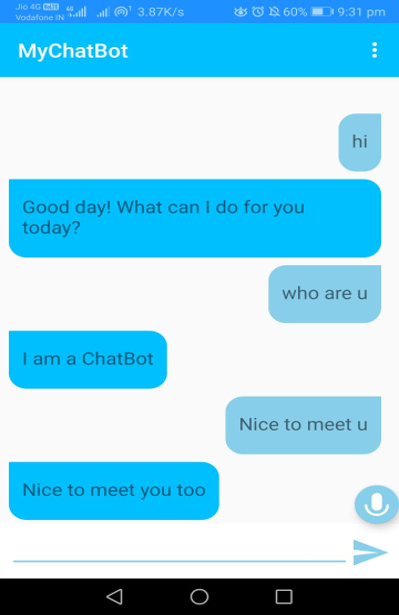 Jio 4G VoLTE 3.87K/s 60% 9:31 pm
Vodafone IN
MyChatBot
hi
Good day! What can I do for you
today?
who are u
I am a ChatBot
Nice to meet u
Nice to meet you too